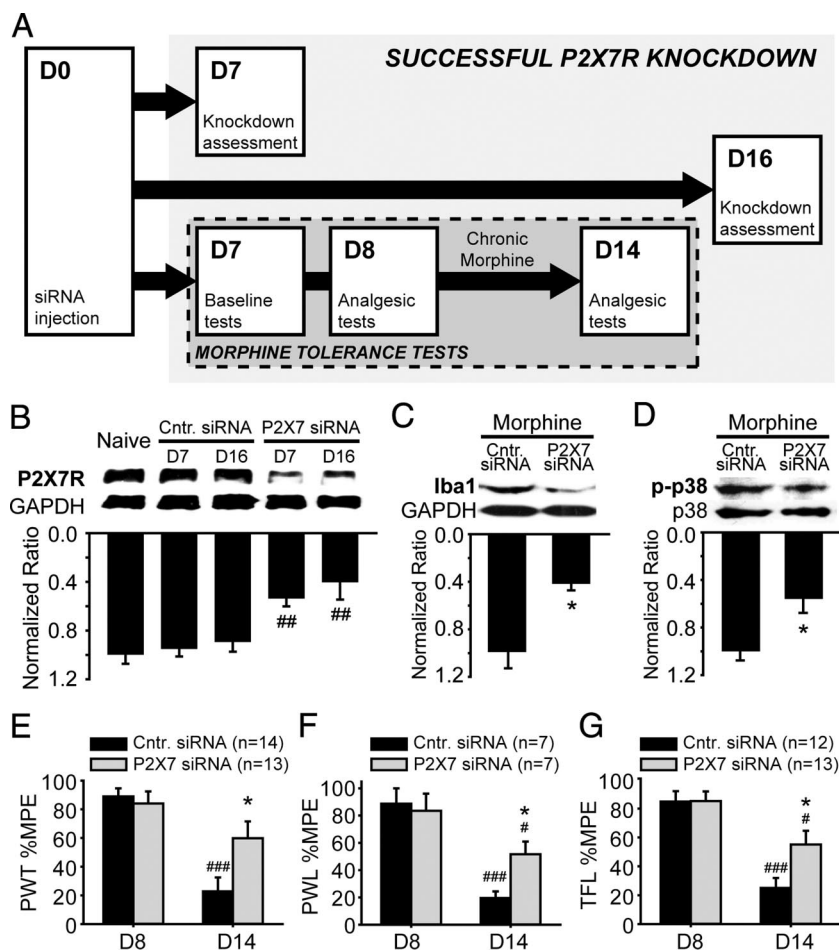 A
D0
siRNA
injection
SUCCESSFUL P2X7R KNOCKDOWN
D7
Knockdown
assessment
D16
Knockdown
assessment
D7
Baseline
tests
D8
Analgesic
tests
Chronic
Morphine
D14
Analgesic
tests
MORPHINE TOLERANCE TESTS
B
Naive
Cntr. siRNA
P2X7 siRNA
D7 D16 D7 D16
P2X7R
GAPDH
Normalized Ratio
0.0
0.4
0.8
1.2
##
##
C
Morphine
Cntr.
siRNA
P2X7
siRNA
Iba1
GAPDH
Normalized Ratio
0.0
0.4
0.8
1.2
*
D
Morphine
Cntr.
siRNA
P2X7
siRNA
p-p38
p38
Normalized Ratio
0.0
0.4
0.8
1.2
*
E
Cntr. siRNA (n=14)
P2X7 siRNA (n=13)
PWT %MPE
100
80
60
40
20
0
###
*
D8 D14
F
Cntr. siRNA (n=7)
P2X7 siRNA (n=7)
PWL %MPE
100
80
60
40
20
0
###
*
#
D8 D14
G
Cntr. siRNA (n=12)
P2X7 siRNA (n=13)
TFL %MPE
100
80
60
40
20
0
###
*
#
D8 D14